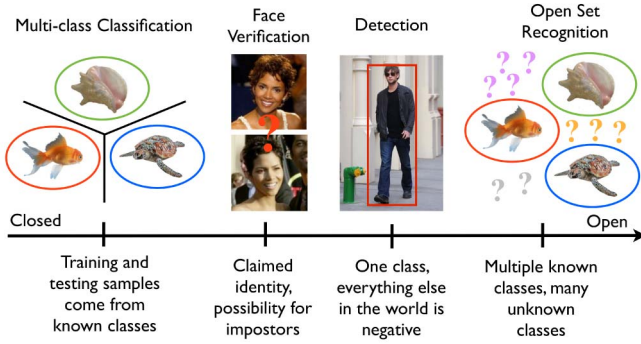 Multi-class Classification
Face
Verification
Detection
Open Set
Recognition
?
? ? ? ? ?
? ? ?
? ?
Closed
Open
Training and
testing samples
come from
known classes
Claimed
identity,
possibility for
impostors
One class,
everything else
in the world is
negative
Multiple known
classes, many
unknown
classes